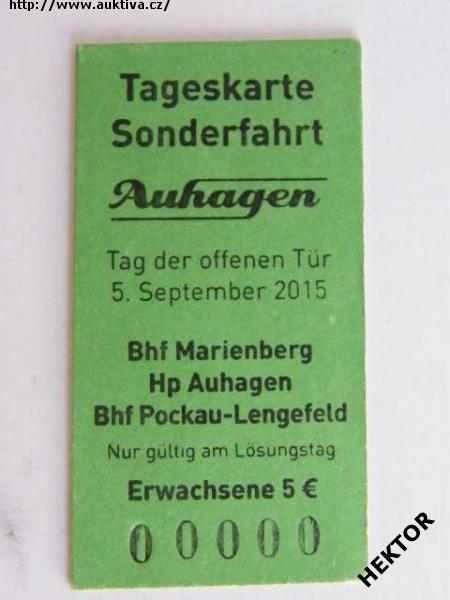 http://www.auktiva.cz/
Tageskarte
Sonderfahrt
Auhagen
Tag der offenen Tür
5. September 2015
Bhf Marienberg
Hp Auhagen
Bhf Pockau-Lengefeld
Nur gültig am Lösungstag
Erwachsene 5 €
00000
HEKTOR